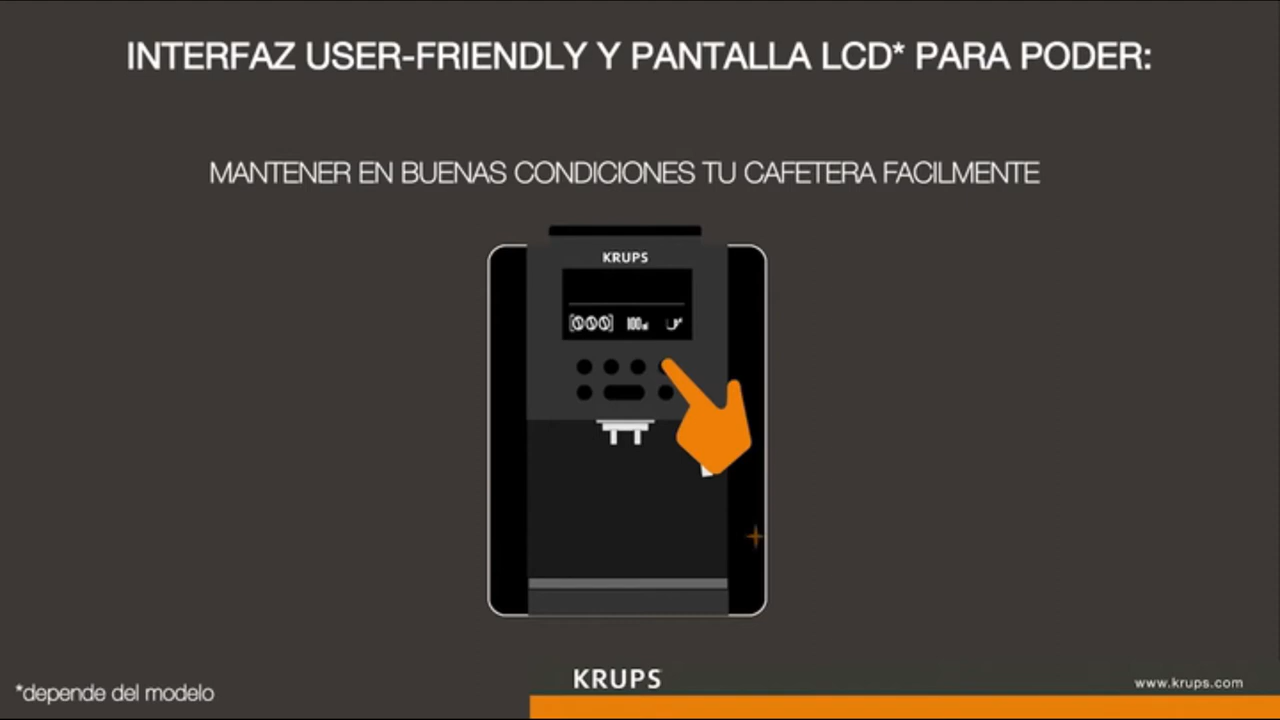 INTERFAZ USER-FRIENDLY Y PANTALLA LCD* PARA PODER:
MANTENER EN BUENAS CONDICIONES TU CAFETERA FACILMENTE
KRUPS
100ml
KRUPS
www.krups.com
*depende del modelo